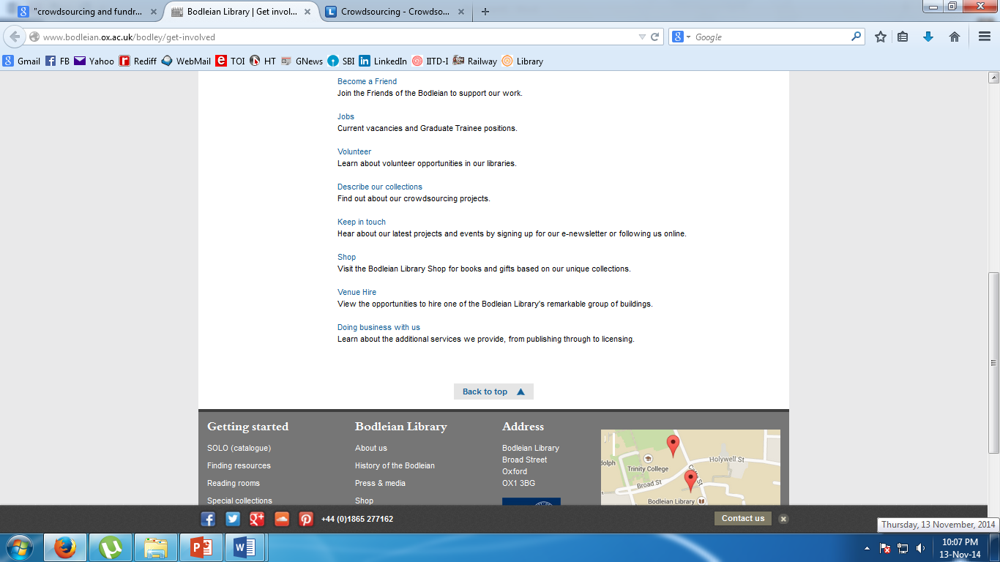 "crowdsourcing and fundr...
Bodleian Library | Get invol...
Crowdsourcing - Crowdso...
www.bodleian.ox.ac.uk/bodley/get-involved
Google
Gmail FB Yahoo Rediff WebMail TOI HT GNews SBI LinkedIn IITD-I Railway Library
Become a Friend
Join the Friends of the Bodleian to support our work.
Jobs
Current vacancies and Graduate Trainee positions.
Volunteer
Learn about volunteer opportunities in our libraries.
Describe our collections
Find out about our crowdsourcing projects.
Keep in touch
Hear about our latest projects and events by signing up for our e-newsletter or following us online.
Shop
Visit the Bodleian Library Shop for books and gifts based on our unique collections.
Venue Hire
View the opportunities to hire one of the Bodleian Library's remarkable group of buildings.
Doing business with us
Learn about the additional services we provide, from publishing through to licensing.
Back to top
Getting started
SOLO (catalogue)
Finding resources
Reading rooms
Special collections
Bodleian Library
About us
History of the Bodleian
Press & media
Shop
Address
Bodleian Library
Broad Street
Oxford
OX1 3BG
dolph
Trinity College
Holywell St
Broad St
Bodleian Library
+44 (0)1865 277162
Contact us
Thursday, 13 November, 2014
10:07 PM
13-Nov-14